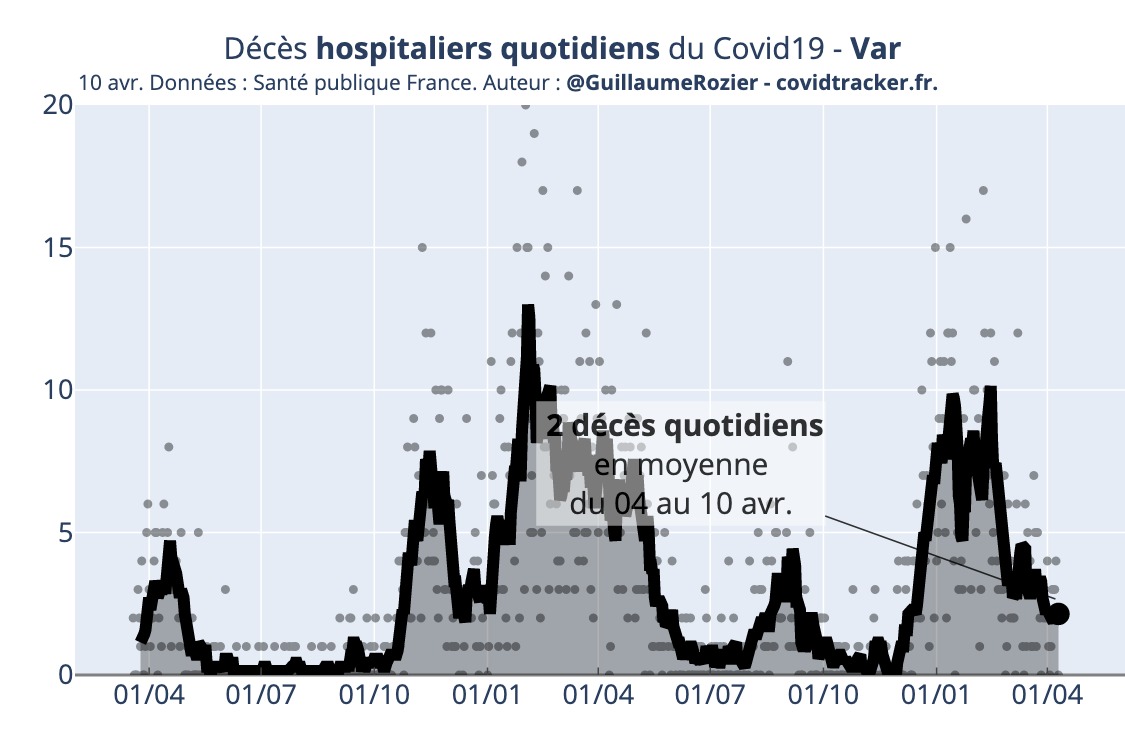 Décès hospitaliers quotidiens du Covid19 - Var
10 avr. Données : Santé publique France. Auteur : @GuillaumeRozier - covidtracker.fr.
20
15
10
5
0
2 décès quotidiens
en moyenne
du 04 au 10 avr.
01/04 01/07 01/10 01/01 01/04 01/07 01/10 01/01 01/04